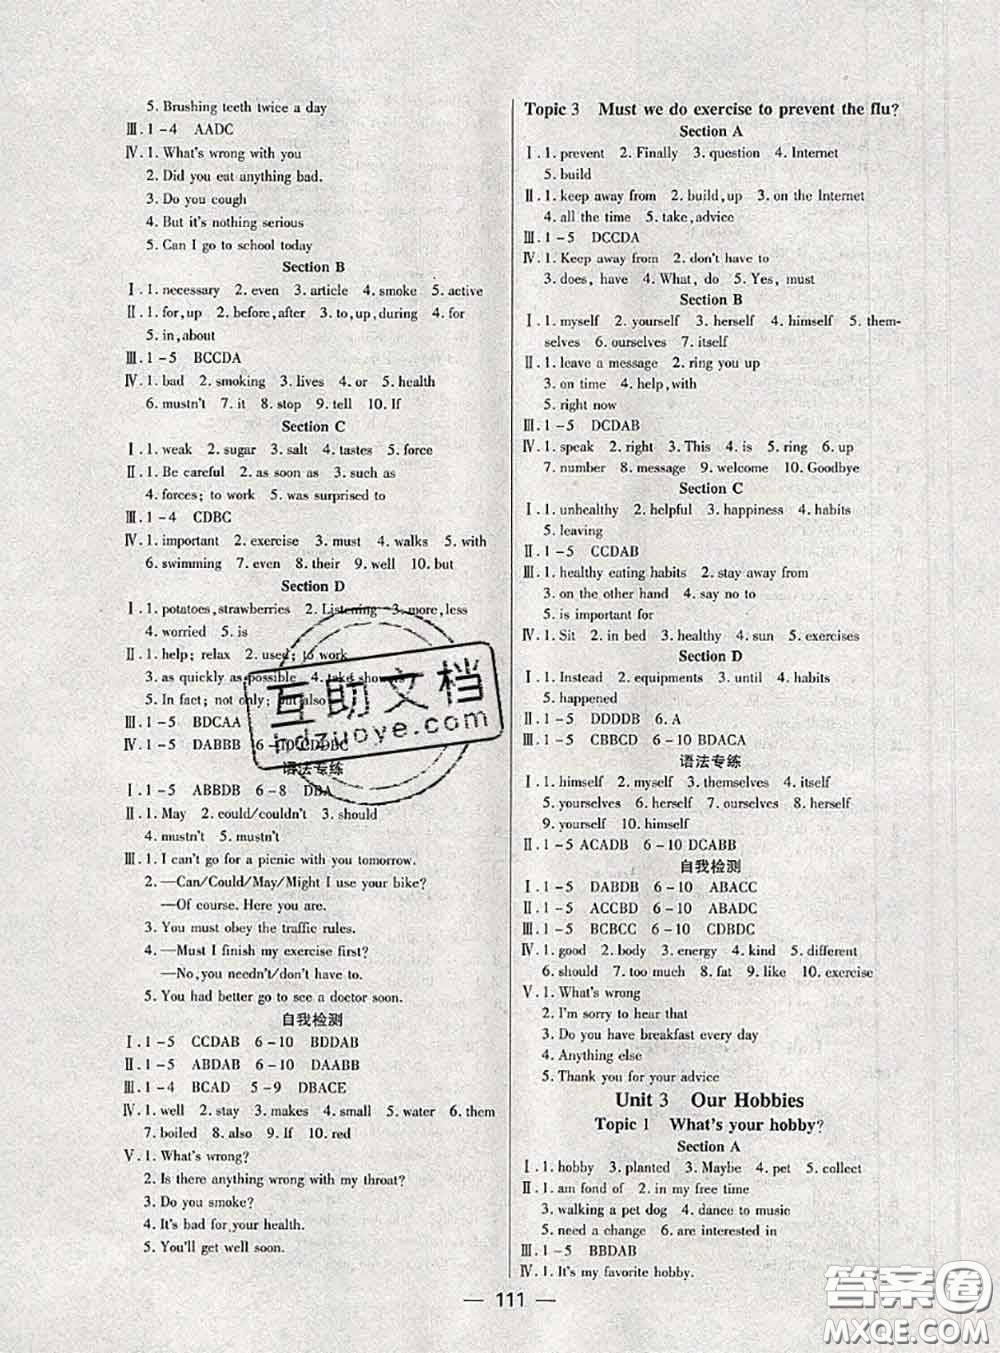 5. Brushing teeth twice a day
Ⅲ. 1-4 AADC
Ⅳ. 1. What's wrong with you
2. Did you eat anything bad.
3. Do you cough
4. But it's nothing serious
5. Can I go to school today
Section B
Ⅰ. 1. necessary 2. even 3. article 4. smoke 5. active
Ⅱ. 1. for, up 2. before, after 3. to, up, during 4. for
5. in, about
Ⅲ. 1-5 BCCDA
Ⅳ. 1. bad 2. smoking 3. lives 4. or 5. health
6. mustn't 7. it 8. stop 9. tell 10. If
Section C
Ⅰ. 1. weak 2. sugar 3. salt 4. tastes 5. force
Ⅱ. 1. Be careful 2. as soon as 3. such as
4. forces; to work 5. was surprised to
Ⅲ. 1-4 CDBC
Ⅳ. 1. important 2. exercise 3. must 4. walks 5. with
6. swimming 7. even 8. their 9. well 10. but
Section D
Ⅰ. 1. potatoes, strawberries 2. Listening 3. more, less
4. worried 5. is
Ⅱ. 1. help; relax 2. used; to work
3. as quickly as possible 4. take showers
5. In fact; not only; but also
Ⅲ. 1-5 BDCAA
Ⅳ. 1-5 DABBB 6-10 CDDBC
语法专练
Ⅰ. 1-5 ABBDB 6-8 DBA
Ⅱ. 1. May 2. could/couldn't 3. should
4. mustn't 5. mustn't
Ⅲ. 1. I can't go for a picnic with you tomorrow.
2. —Can/Could/May/Might I use your bike?
—Of course. Here you are.
3. You must obey the traffic rules.
4. —Must I finish my exercise first?
—No, you needn't/don't have to.
5. You had better go to see a doctor soon.
自我检测
Ⅰ. 1-5 CCDAB 6-10 BDDAB
Ⅱ. 1-5 ABDAB 6-10 DAABB
Ⅲ. 1-4 BCAD 5-9 DBACE
Ⅳ. 1. well 2. stay 3. makes 4. small 5. water 6. them
7. boiled 8. also 9. If 10. red
Ⅴ. 1. What's wrong?
2. Is there anything wrong with my throat?
3. Do you smoke?
4. It's bad for your health.
5. You'll get well soon.
Topic 3 Must we do exercise to prevent the flu?
Section A
Ⅰ. 1. prevent 2. Finally 3. question 4. Internet
5. build
Ⅱ. 1. keep away from 2. build, up 3. on the Internet
4. all the time 5. take, advice
Ⅲ. 1-5 DCCDA
Ⅳ. 1. Keep away from 2. don't have to
3. does, have 4. What, do 5. Yes, must
Section B
Ⅰ. 1. myself 2. yourself 3. herself 4. himself 5. them-
selves 6. ourselves 7. itself
Ⅱ. 1. leave a message 2. ring you up
3. on time 4. help, with
5. right now
Ⅲ. 1-5 DCDAB
Ⅳ. 1. speak 2. right 3. This 4. is 5. ring 6. up
7. number 8. message 9. welcome 10. Goodbye
Section C
Ⅰ. 1. unhealthy 2. helpful 3. happiness 4. habits
5. leaving
Ⅱ. 1-5 CCDAB
Ⅲ. 1. healthy eating habits 2. stay away from
3. on the other hand 4. say no to
5. is important for
Ⅳ. 1. Sit 2. in bed 3. healthy 4. sun 5. exercises
Section D
Ⅰ. 1. Instead 2. equipments 3. until 4. habits
5. happened
Ⅱ. 1-5 DDDDB 6. A
Ⅲ. 1-5 CBBCD 6-10 BDACA
语法专练
Ⅰ. 1. himself 2. myself 3. themselves 4. itself
5. yourselves 6. herself 7. ourselves 8. herself
9. yourself 10. himself
Ⅱ. 1-5 ACADB 6-10 DCABB
自我检测
Ⅰ. 1-5 DABDB 6-10 ABACC
Ⅱ. 1-5 ACCBD 6-10 ABADC
Ⅲ. 1-5 BCBCC 6-10 CDBDC
Ⅳ. 1. good 2. body 3. energy 4. kind 5. different
6. should 7. too much 8. fat 9. like 10. exercise
Ⅴ. 1. What's wrong
2. I'm sorry to hear that
3. Do you have breakfast every day
4. Anything else
5. Thank you for your advice
Unit 3 Our Hobbies
Topic 1 What's your hobby?
Section A
Ⅰ. 1. hobby 3. planted 3. Maybe 4. pet 5. collect
Ⅱ. 1. am fond of 2. in my free time
3. walking a pet dog 4. dance to music
5. need a change 6. are interested in
Ⅲ. 1-5 BBDAB
Ⅳ. 1. It's my favorite hobby.
— 111 —
互助文档
hdzuoye.com
答案圈
MXQE.COM